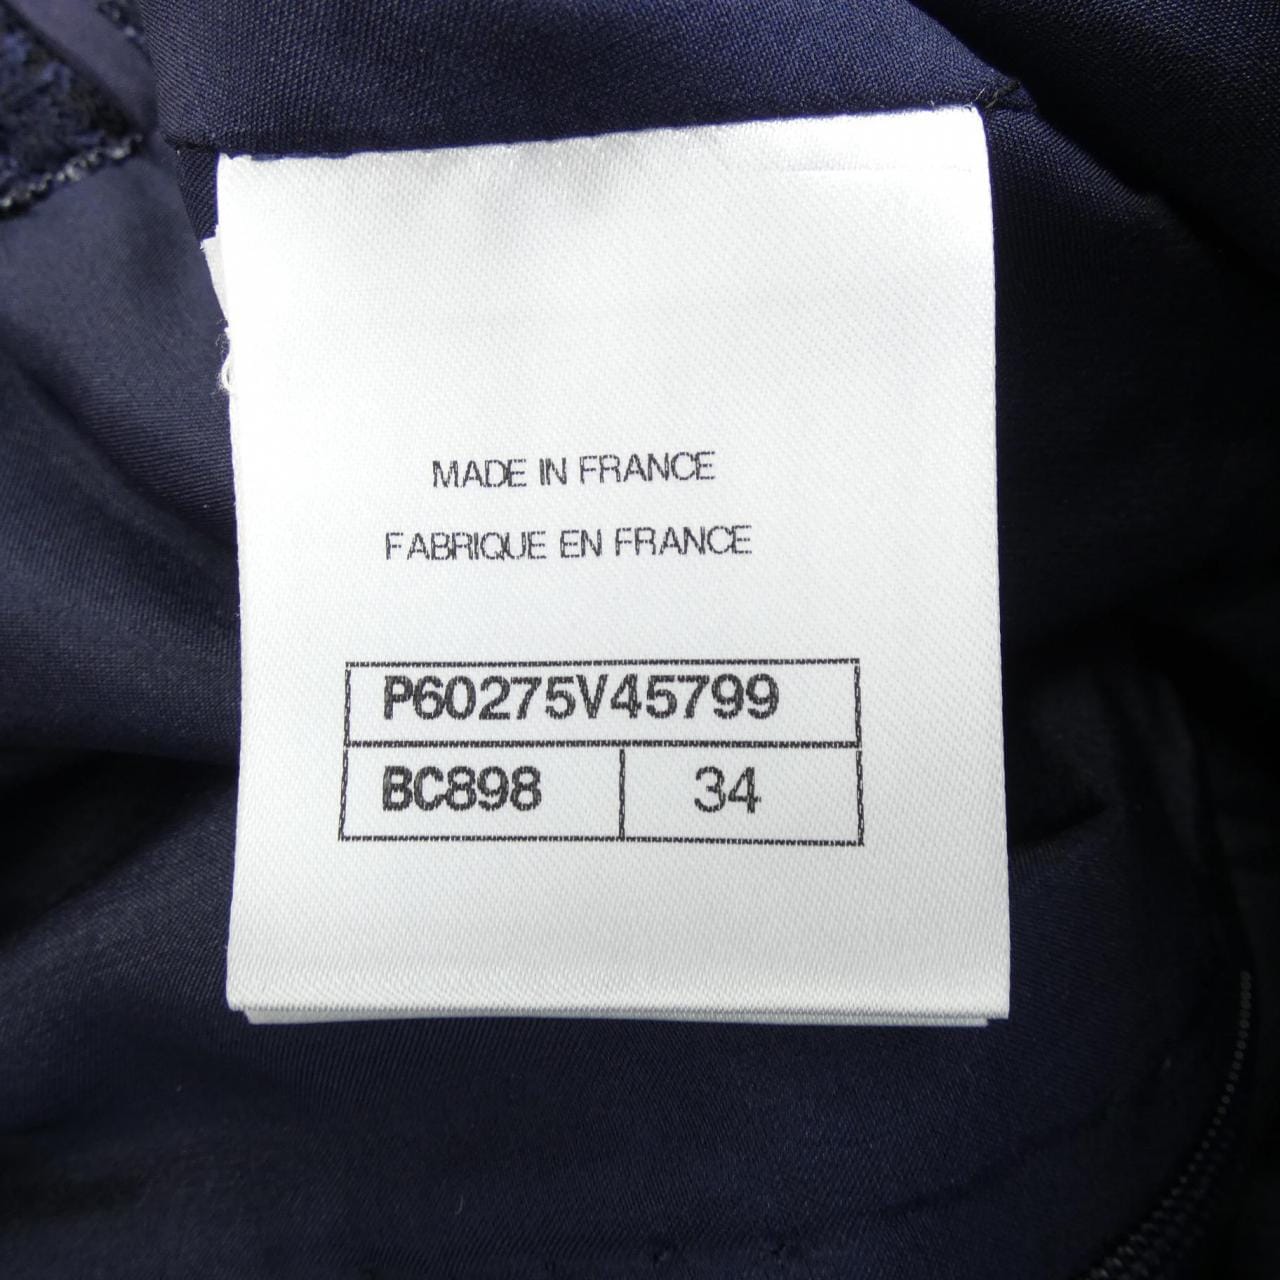 MADE IN FRANCE
FABRIQUE EN FRANCE
P60275V45799
BC898 34